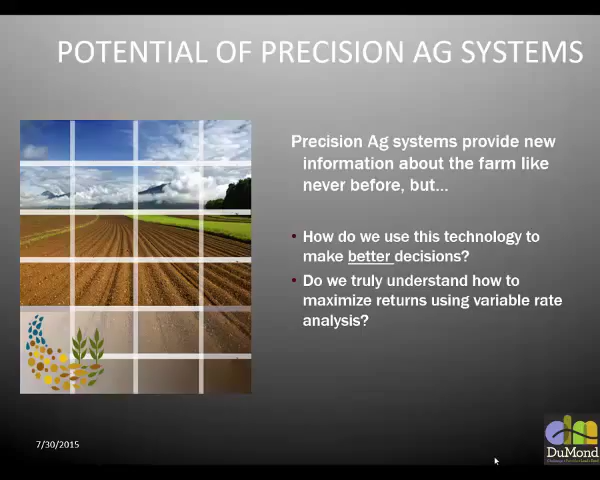 POTENTIAL OF PRECISION AG SYSTEMS
Precision Ag systems provide new
information about the farm like
never before, but...
• How do we use this technology to
make better decisions?
• Do we truly understand how to
maximize returns using variable rate
analysis?
7/30/2015
DuMond